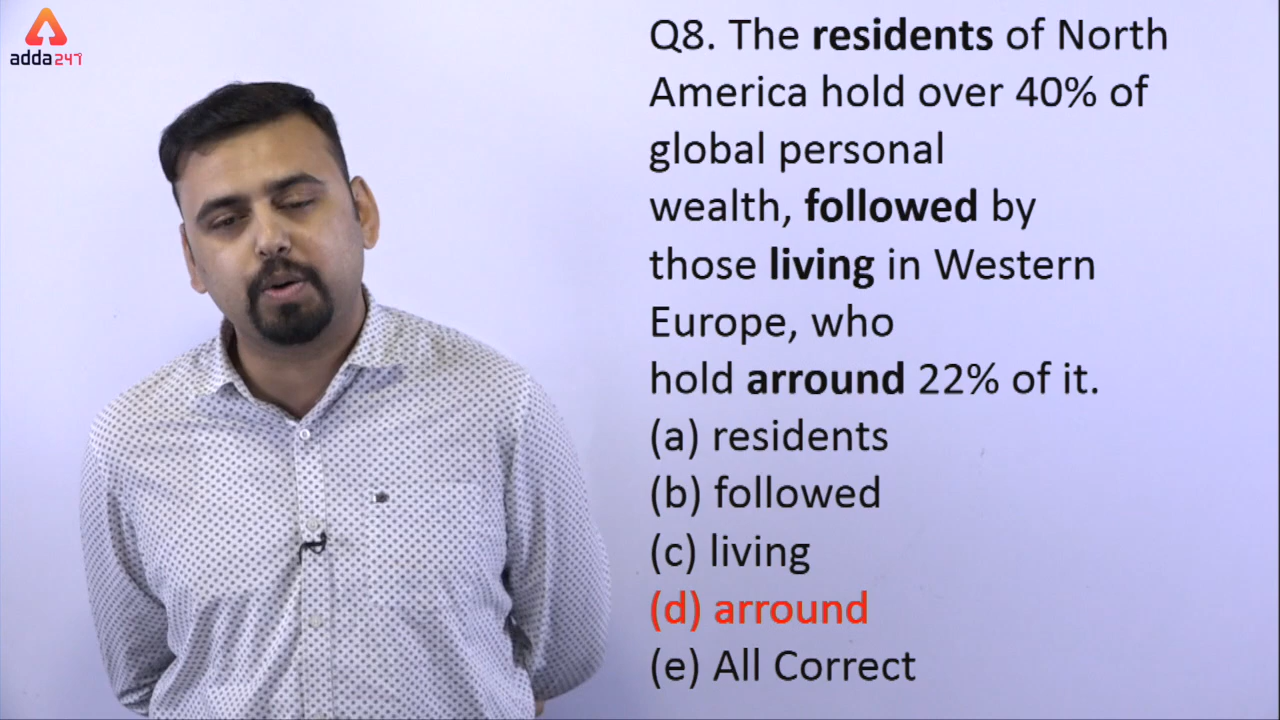 adda247
Q8. The residents of North
America hold over 40% of
global personal
wealth, followed by
those living in Western
Europe, who
hold arround 22% of it.
(a) residents
(b) followed
(c) living
(d) arround
(e) All Correct